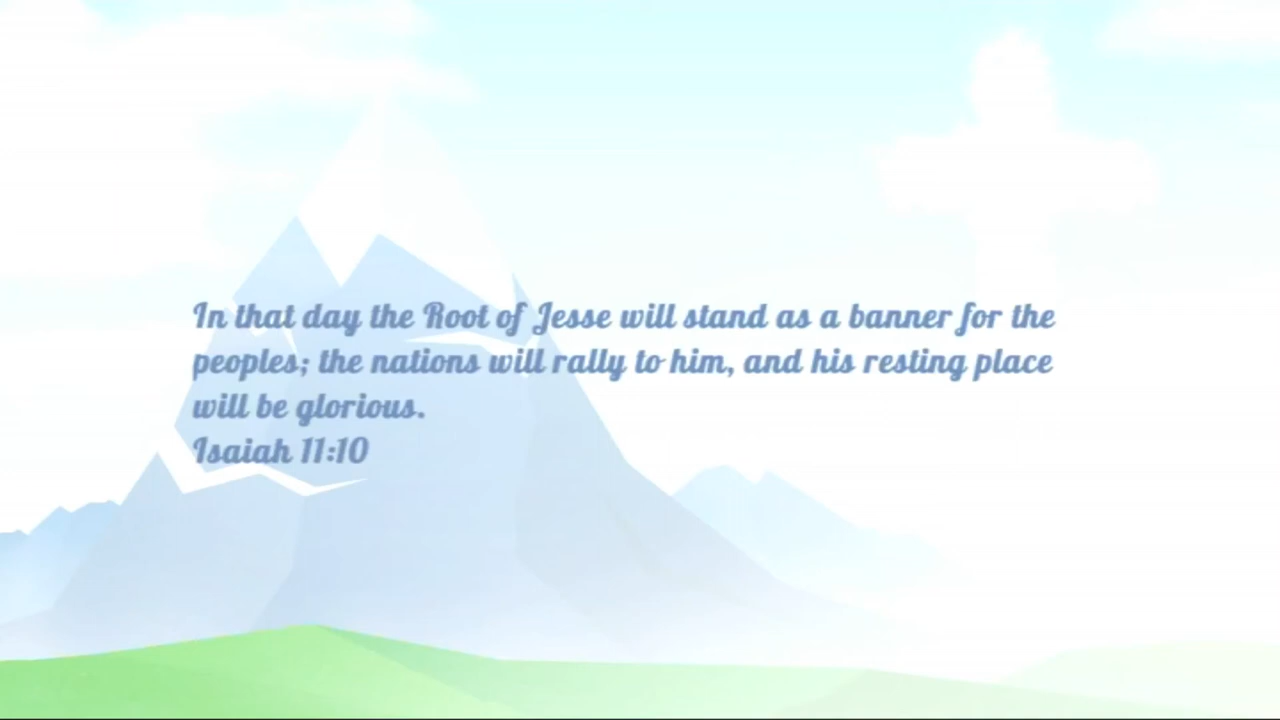 In that day the Root of Jesse will stand as a banner for the
peoples; the nations will rally to him, and his resting place
will be glorious.
Isaiah 11:10